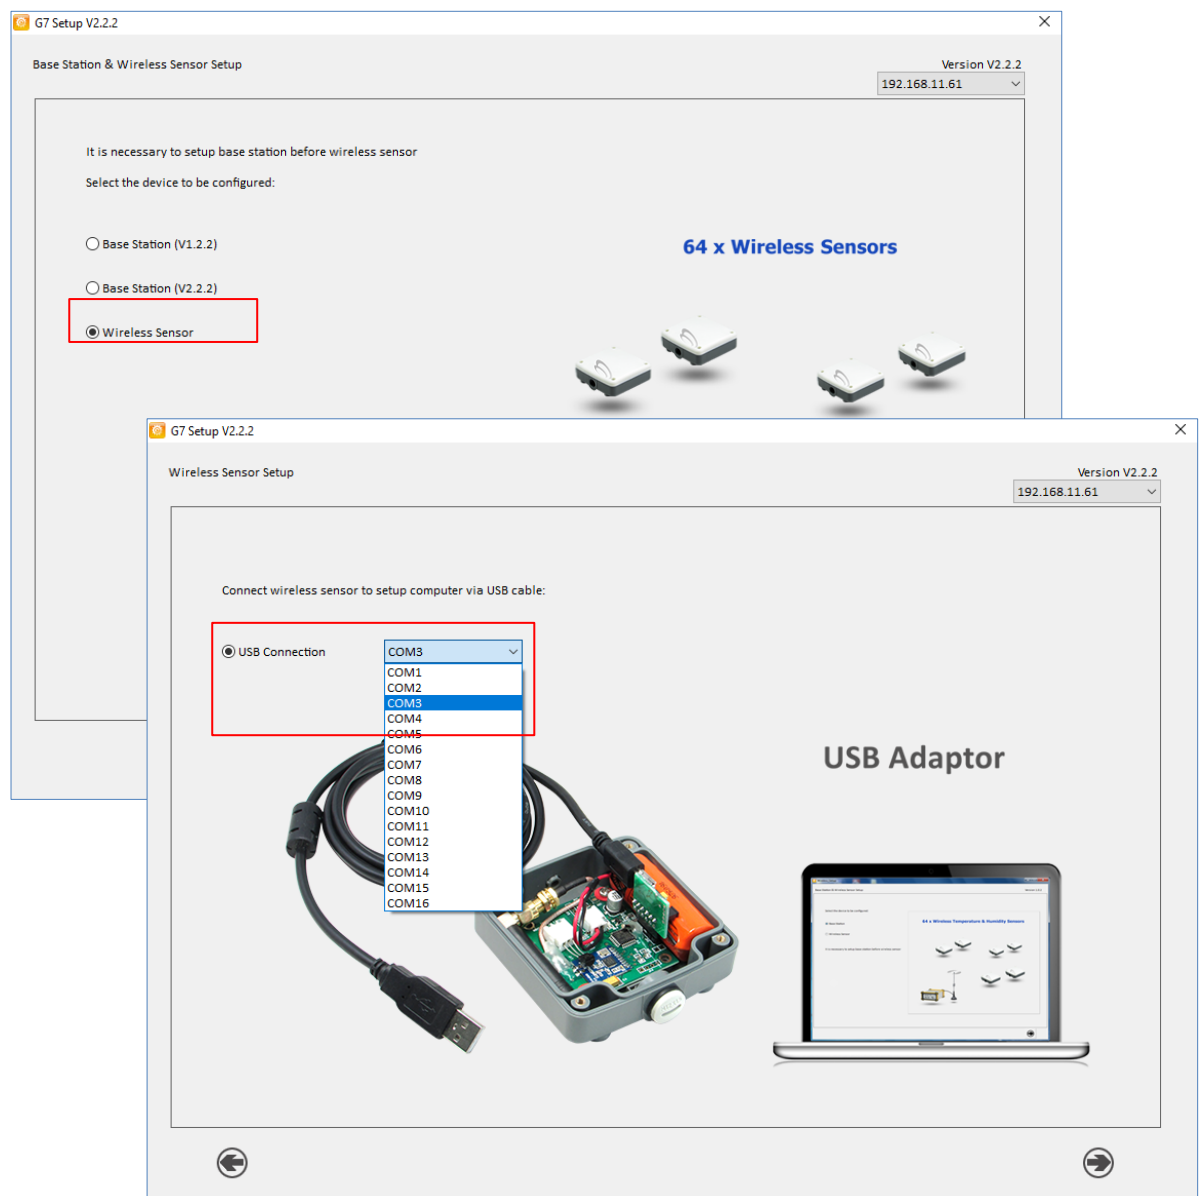 G7 Setup V2.2.2
Base Station & Wireless Sensor Setup
Version V2.2.2
192.168.11.61
It is necessary to setup base station before wireless sensor
Select the device to be configured:
Base Station (V1.2.2)
64 x Wireless Sensors
Base Station (V2.2.2)
Wireless Sensor
G7 Setup V2.2.2
Wireless Sensor Setup
Version V2.2.2
192.168.11.61
Connect wireless sensor to setup computer via USB cable:
USB Connection
COM3
COM1
COM2
COM3
COM4
COM5
COM6
COM7
COM8
COM9
COM10
COM11
COM12
COM13
COM14
COM15
COM16
USB Adaptor
64 x Wireless Temperature & Humidity Sensors